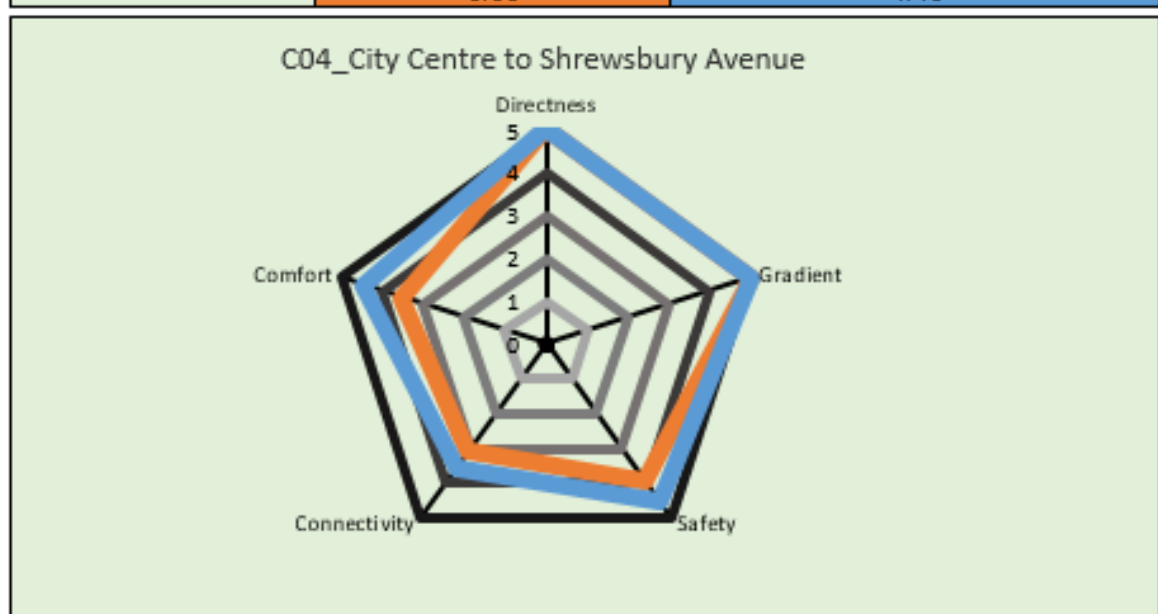 C04_City Centre to Shrewsbury Avenue
Directness
5
4
3
2
1
0
Comfort
Gradient
Connectivity
Safety